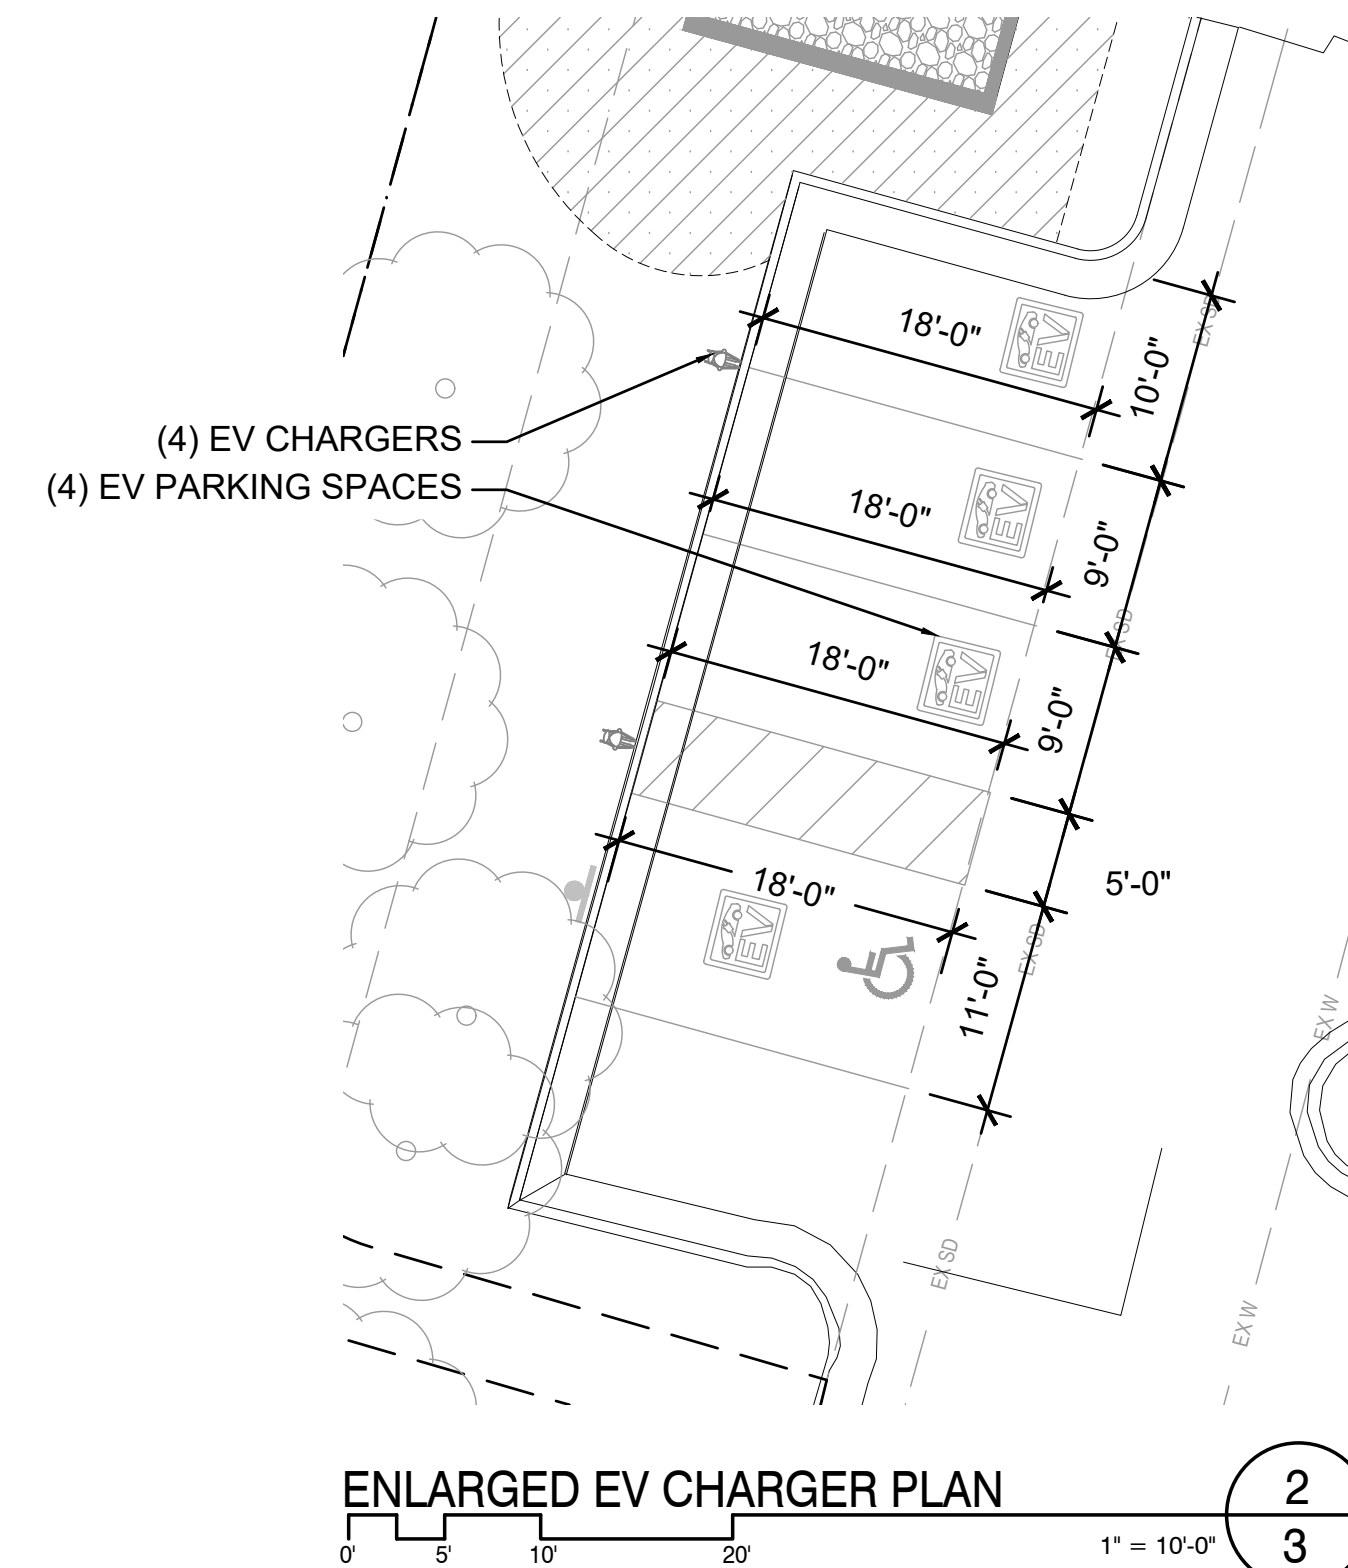 18'-0"
EV
EX SD
10'-0"
(4) EV CHARGERS
(4) EV PARKING SPACES
18'-0"
EV
9'-0"
EX SD
18'-0"
EV
9'-0"
5'-0"
18'-0"
EV
EX SD
11'-0"
EX W
EX SD
EX W
ENLARGED EV CHARGER PLAN
0' 5' 10' 20'
1" = 10'-0"
2
3